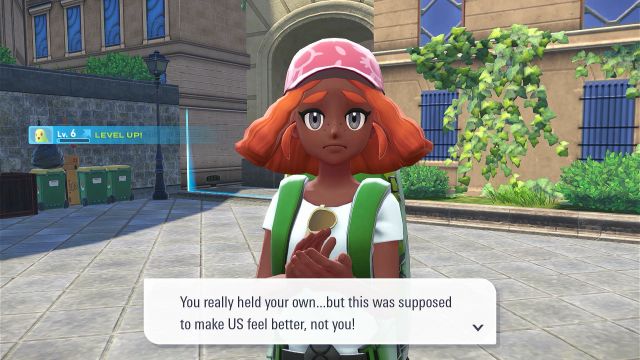 Lv. 6 LEVEL UP!
You really held your own...but this was supposed
to make US feel better, not you!